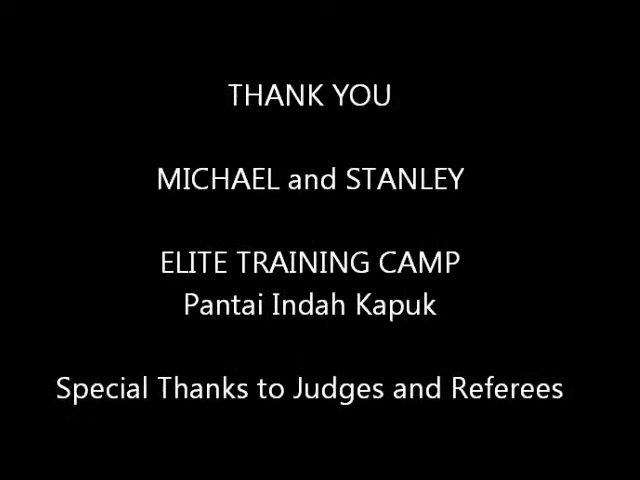 THANK YOU
MICHAEL and STANLEY
ELITE TRAINING CAMP
Pantai Indah Kapuk
Special Thanks to Judges and Referees